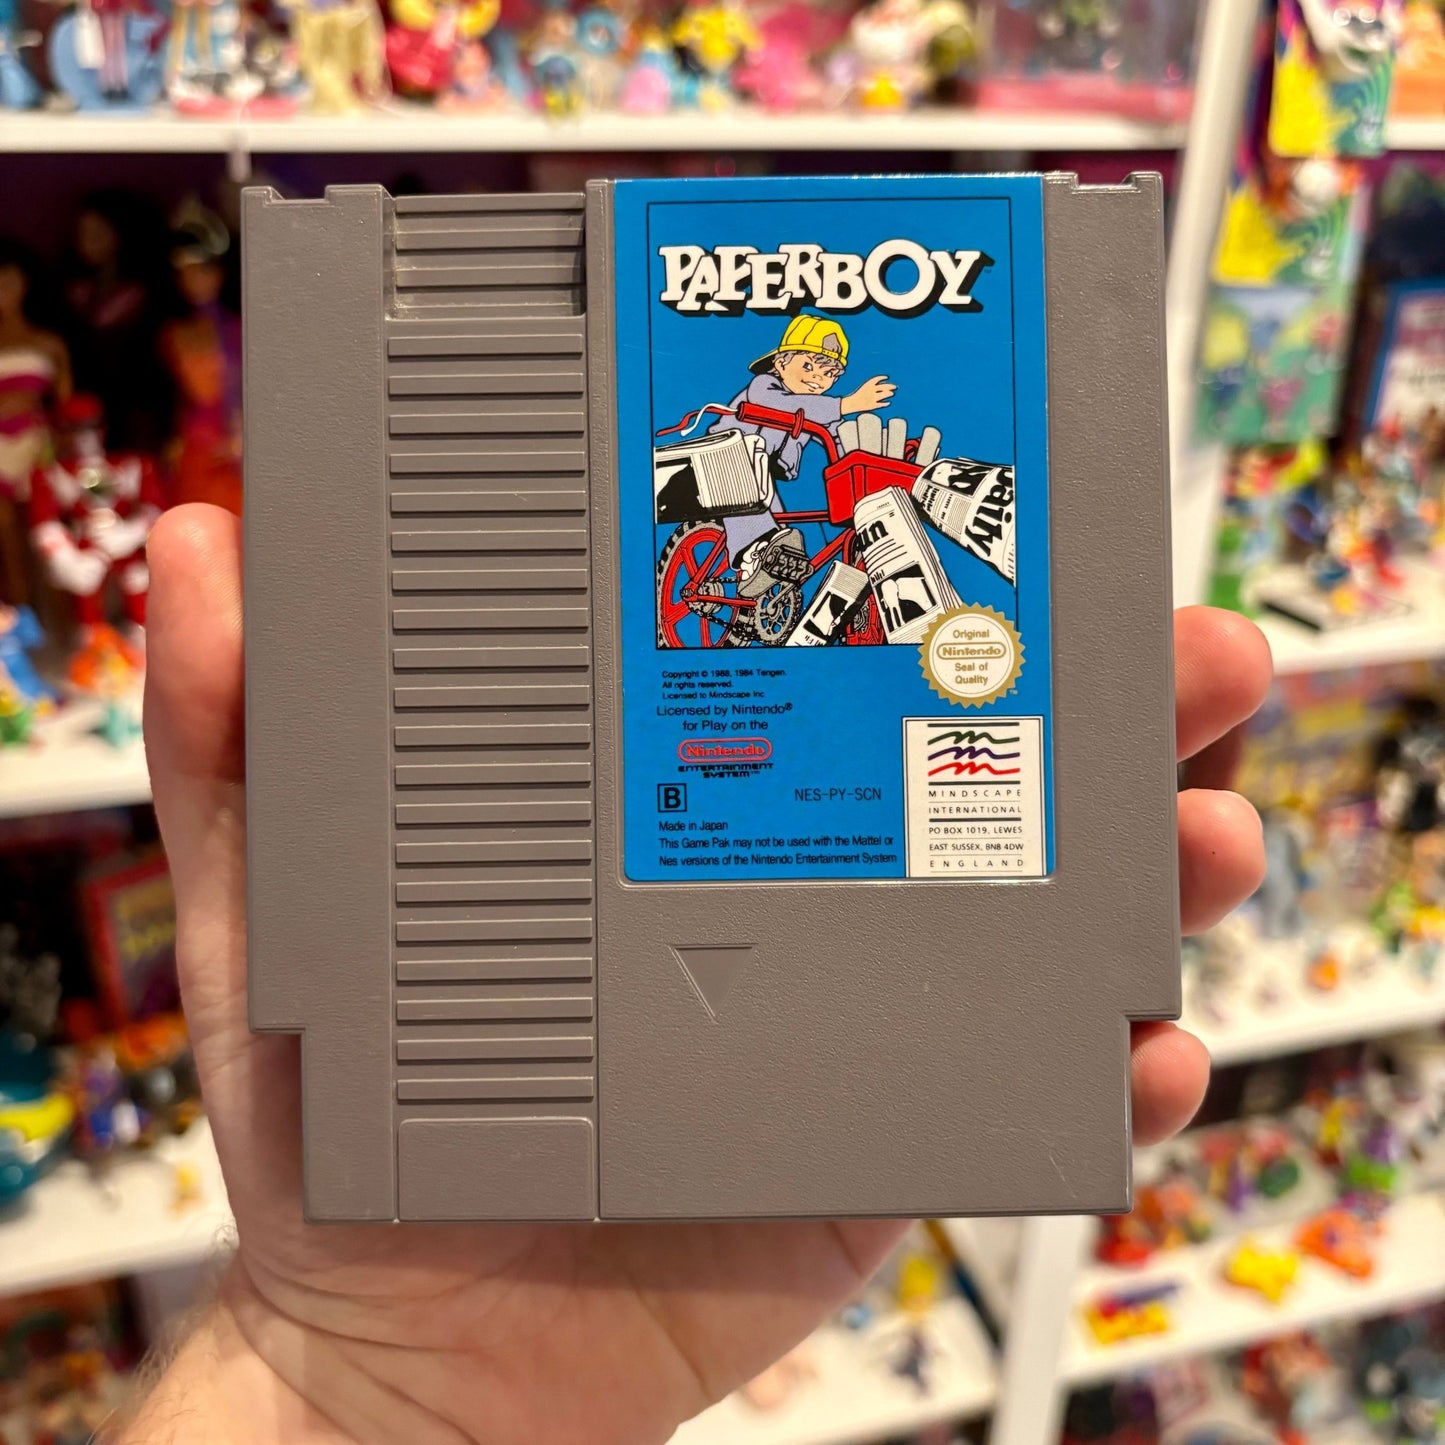 PAPERBOY™
Daily
Sun
Original
Nintendo
Seal of
Quality
™
Copyright © 1988, 1984 Tengen.
All rights reserved.
Licensed to Mindscape Inc.
Licensed by Nintendo®
for Play on the
Nintendo
ENTERTAINMENT
SYSTEM™
B
NES-PY-SCN
Made in Japan
This Game Pak may not be used with the Mattel or
Nes versions of the Nintendo Entertainment System
MINDSCAPE
INTERNATIONAL
PO BOX 1019, LEWES
EAST SUSSEX, BN8 4DW
ENGLAND